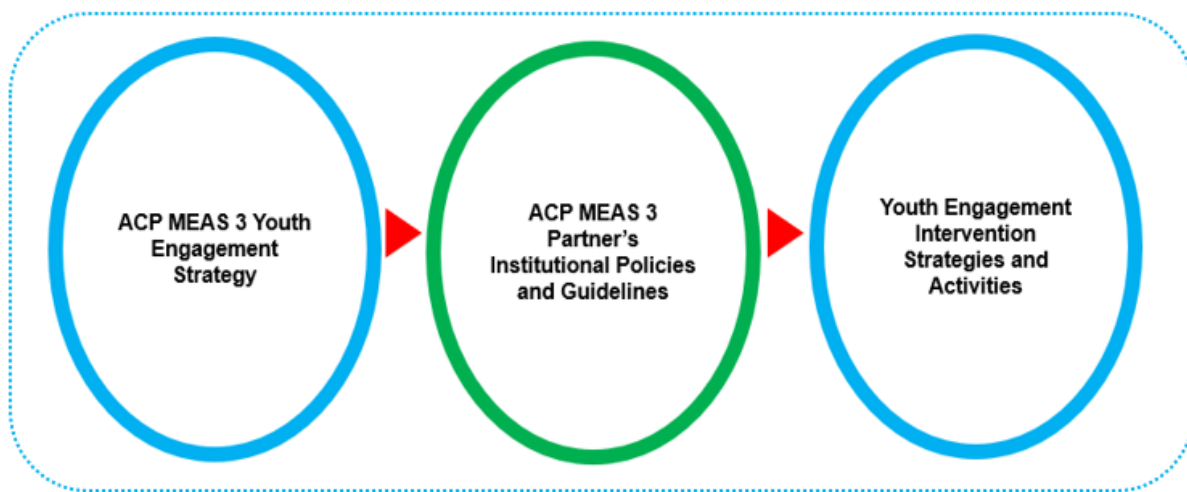 ACP MEAS 3 Youth
Engagement
Strategy
ACP MEAS 3
Partner's
Institutional Policies
and Guidelines
Youth Engagement
Intervention
Strategies and
Activities